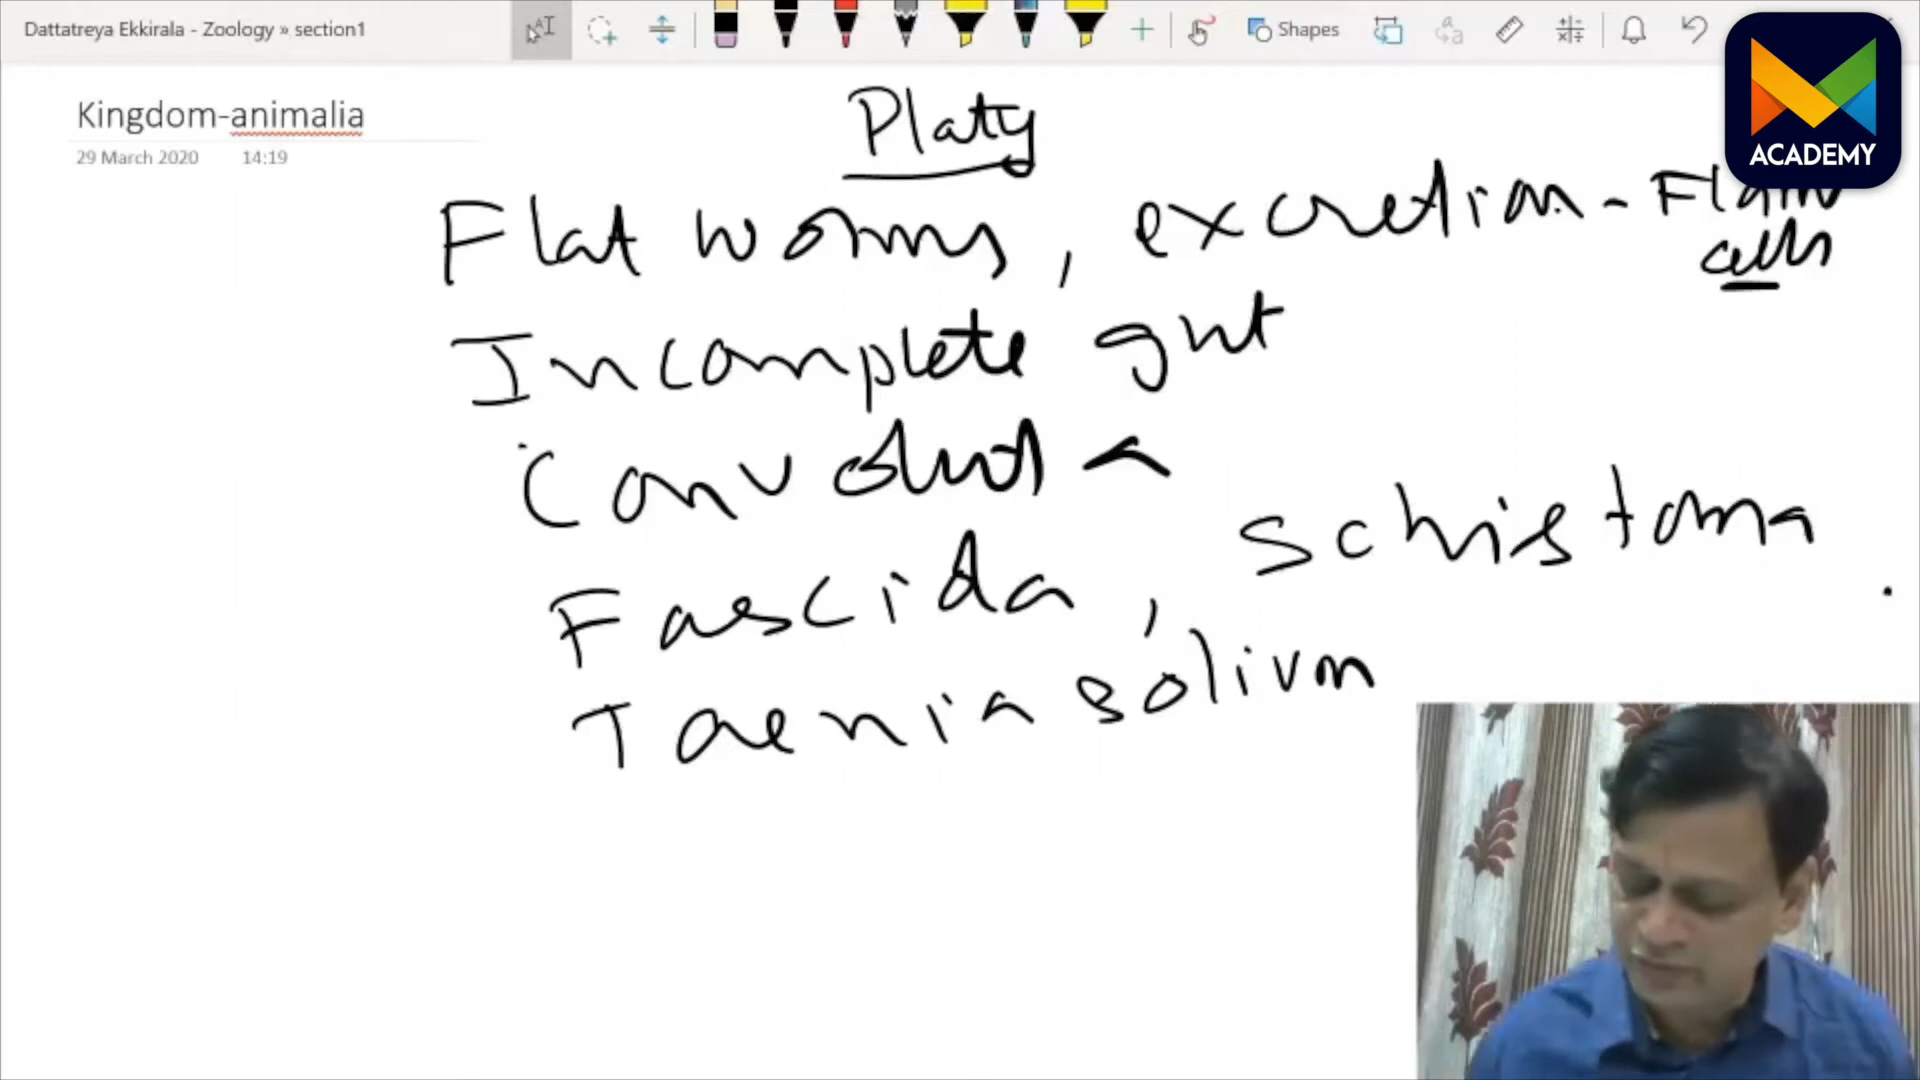 Dattatreya Ekkirala - Zoology » section1
Shapes
ACADEMY
Kingdom-animalia
29 March 2020 14:19
Platy
Flat worms, excretion - Flame
cells
Incomplete gut
Convoluta
Fascida, Schistoma
Taenia solium